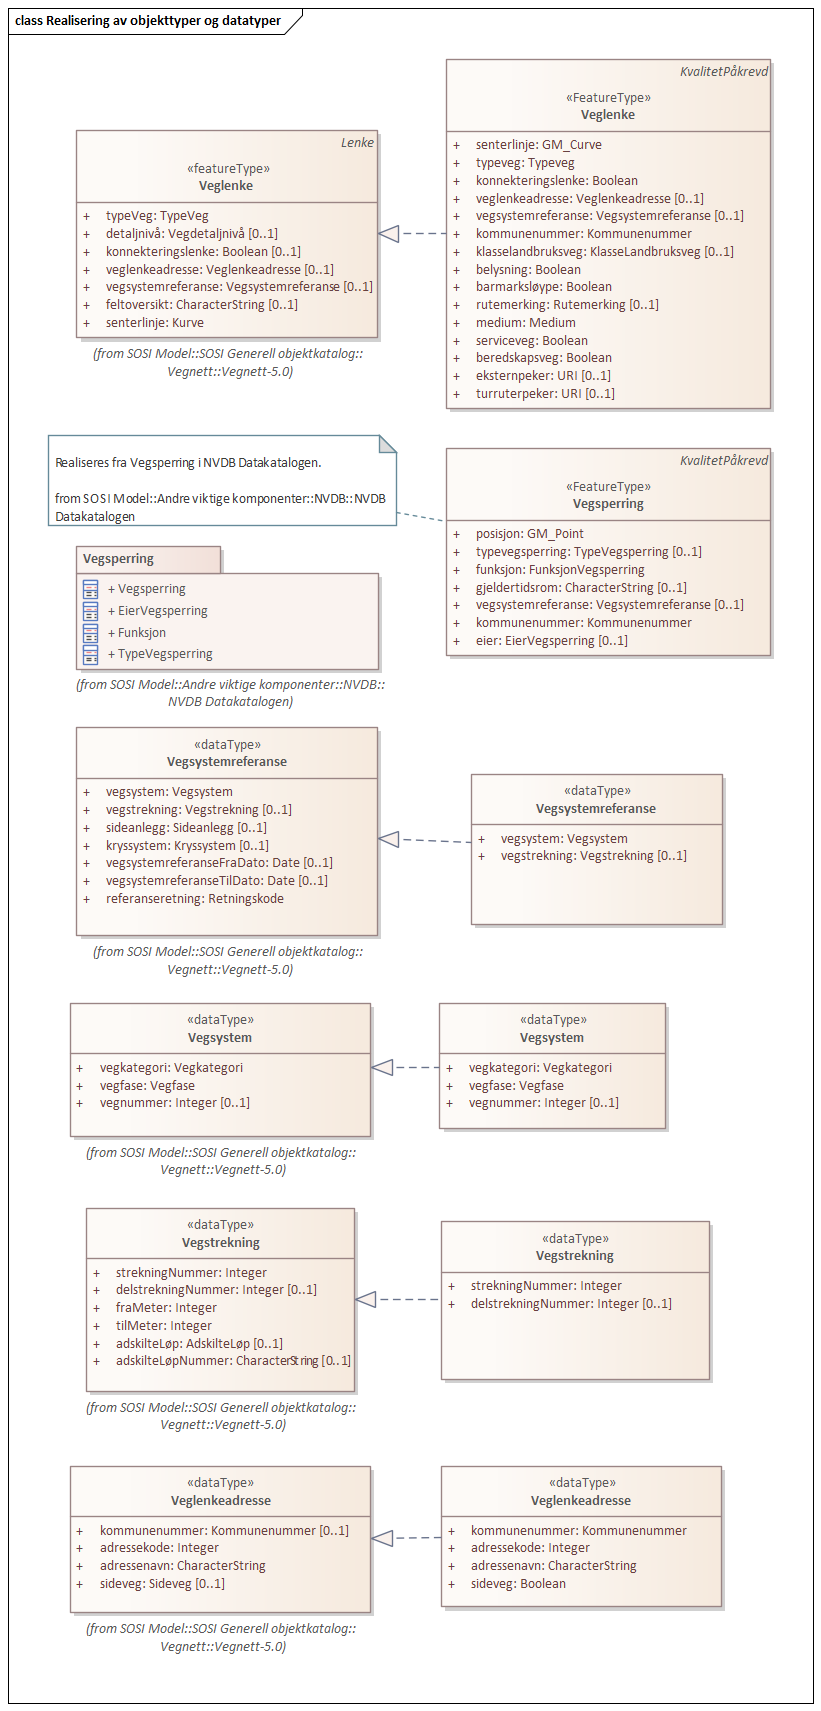 class Realisering av objekttyper og datatyper
KvalitetPåkrevd
«FeatureType»
Veglenke
+ senterlinje: GM_Curve
+ typeveg: Typeveg
+ konnekteringslenke: Boolean
+ veglenkeadresse: Veglenkeadresse [0..1]
+ vegsystemreferanse: Vegsystemreferanse [0..1]
+ kommunenummer: Kommunenummer
+ klasselandbruksveg: KlasseLandbruksveg [0..1]
+ belysning: Boolean
+ barmarksløype: Boolean
+ rutemerking: Rutemerking [0..1]
+ medium: Medium
+ serviceveg: Boolean
+ beredskapsveg: Boolean
+ eksternpeker: URI [0..1]
+ turruterpeker: URI [0..1]
Lenke
«featureType»
Veglenke
+ typeVeg: TypeVeg
+ detaljnivå: Vegdetaljnivå [0..1]
+ konnekteringslenke: Boolean [0..1]
+ veglenkeadresse: Veglenkeadresse [0..1]
+ vegsystemreferanse: Vegsystemreferanse [0..1]
+ feltoversikt: CharacterString [0..1]
+ senterlinje: Kurve
(from SOSI Model::SOSI Generell objektkatalog::
Vegnett::Vegnett-5.0)
Realiseres fra Vegsperring i NVDB Datakatalogen.
from SOSI Model::Andre viktige komponenter::NVDB::NVDB
Datakatalogen
KvalitetPåkrevd
«FeatureType»
Vegsperring
+ posisjon: GM_Point
+ typevegsperring: TypeVegsperring [0..1]
+ funksjon: FunksjonVegsperring
+ gjeldertidsrom: CharacterString [0..1]
+ vegsystemreferanse: Vegsystemreferanse [0..1]
+ kommunenummer: Kommunenummer
+ eier: EierVegsperring [0..1]
Vegsperring
+ Vegsperring
+ EierVegsperring
+ Funksjon
+ TypeVegsperring
(from SOSI Model::Andre viktige komponenter::NVDB::
NVDB Datakatalogen)
«dataType»
Vegsystemreferanse
+ vegsystem: Vegsystem
+ vegstrekning: Vegstrekning [0..1]
+ sideanlegg: Sideanlegg [0..1]
+ kryssystem: Kryssystem [0..1]
+ vegsystemreferanseFraDato: Date [0..1]
+ vegsystemreferanseTilDato: Date [0..1]
+ referanseretning: Retningskode
(from SOSI Model::SOSI Generell objektkatalog::
Vegnett::Vegnett-5.0)
«dataType»
Vegsystemreferanse
+ vegsystem: Vegsystem
+ vegstrekning: Vegstrekning [0..1]
«dataType»
Vegsystem
+ vegkategori: Vegkategori
+ vegfase: Vegfase
+ vegnummer: Integer [0..1]
(from SOSI Model::SOSI Generell objektkatalog::
Vegnett::Vegnett-5.0)
«dataType»
Vegsystem
+ vegkategori: Vegkategori
+ vegfase: Vegfase
+ vegnummer: Integer [0..1]
«dataType»
Vegstrekning
+ strekningNummer: Integer
+ delstrekningNummer: Integer [0..1]
+ fraMeter: Integer
+ tilMeter: Integer
+ adskilteLøp: AdskilteLøp [0..1]
+ adskilteLøpNummer: CharacterString [0..1]
(from SOSI Model::SOSI Generell objektkatalog::
Vegnett::Vegnett-5.0)
«dataType»
Vegstrekning
+ strekningNummer: Integer
+ delstrekningNummer: Integer [0..1]
«dataType»
Veglenkeadresse
+ kommunenummer: Kommunenummer [0..1]
+ adressekode: Integer
+ adressenavn: CharacterString
+ sideveg: Sideveg [0..1]
(from SOSI Model::SOSI Generell objektkatalog::
Vegnett::Vegnett-5.0)
«dataType»
Veglenkeadresse
+ kommunenummer: Kommunenummer
+ adressekode: Integer
+ adressenavn: CharacterString
+ sideveg: Boolean